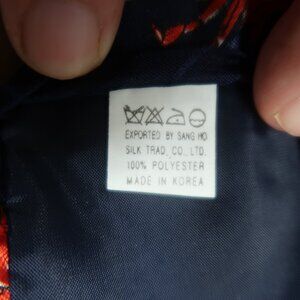 EXPORTED BY SANG HO
SILK TRAD. CO., LTD.
100% POLYESTER
MADE IN KOREA